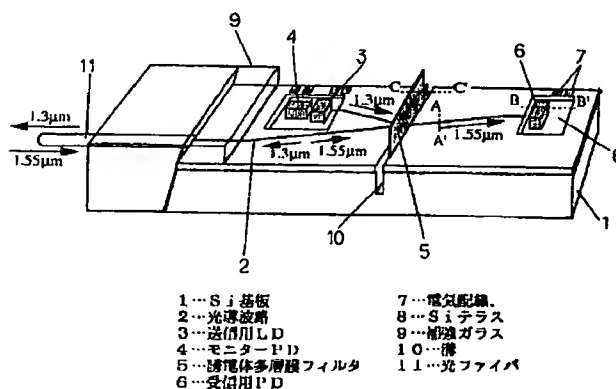 9
4
3
6
7
11
1.3μm
C
C'
B
B'
1.3μm
A
8
1.55μm
1.3μm
1.55μm
A'
1.55μm
1
10
5
2
1…Si基板
2…光導波路
3…送信用LD
4…モニターPD
5…誘電体多層膜フィルタ
6…受信用PD
7…電気配線
8…Siテラス
9…補強ガラス
10…溝
11…光ファイバ